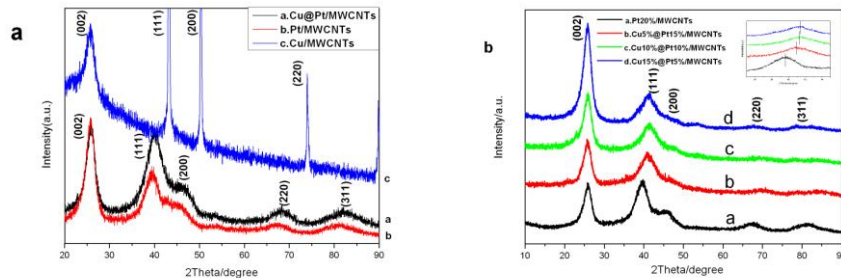 a
(002)
(111)
(200)
(220)
a.Cu@Pt/MWCNTs
b.Pt/MWCNTs
c.Cu/MWCNTs
(002)
(111)
(200)
(220)
(311)
c
a
b
Intensity(a.u.)
20 30 40 50 60 70 80 90
2Theta/degree
b
(002)
a.Pt20%/MWCNTs
b.Cu5%@Pt15%/MWCNTs
c.Cu10%@Pt10%/MWCNTs
d.Cu15%@Pt5%/MWCNTs
(111)
(200)
(220)
(311)
d
c
b
a
Intensity/a.u.
10 20 30 40 50 60 70 80 90
2Theta/degree